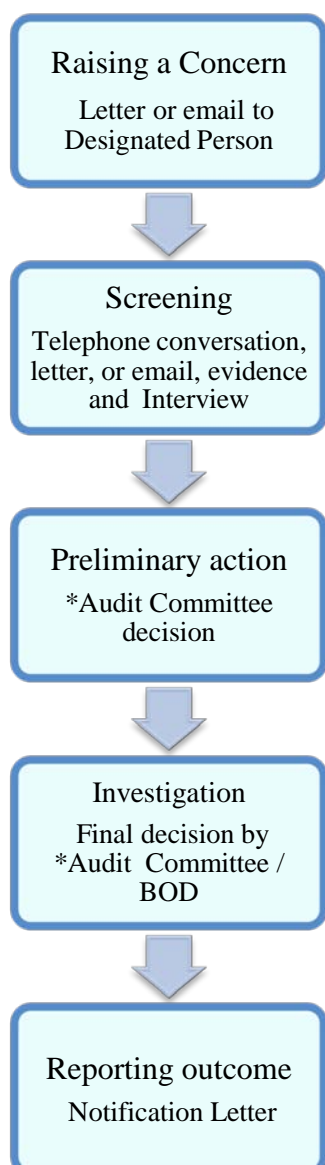 Raising a Concern
Letter or email to
Designated Person
Screening
Telephone conversation,
letter, or email, evidence
and Interview
Preliminary action
*Audit Committee
decision
Investigation
Final decision by
*Audit Committee /
BOD
Reporting outcome
Notification Letter